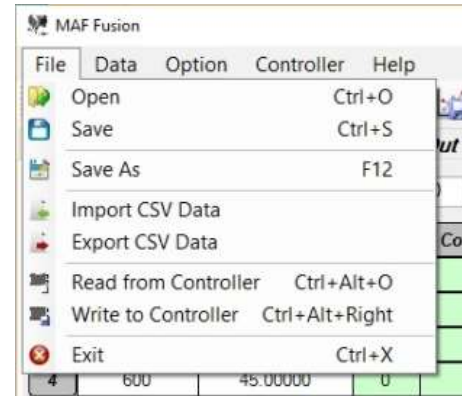 MAF Fusion
File Data Option Controller Help
Open Ctrl+O
Save Ctrl+S
Save As F12
Import CSV Data
Export CSV Data
Read from Controller Ctrl+Alt+O
Write to Controller Ctrl+Alt+Right
Exit Ctrl+X
4 600 45.00000 0